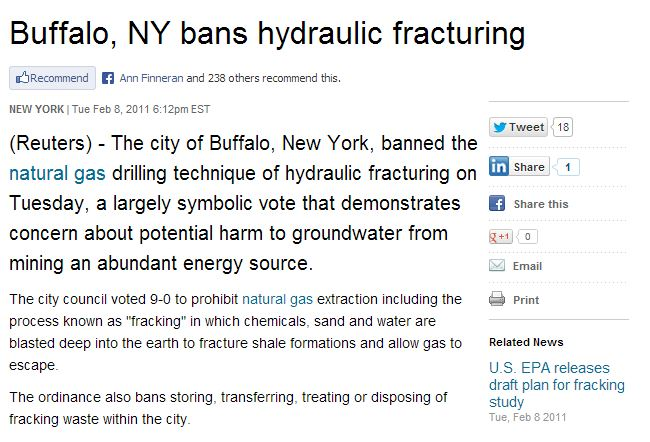 Buffalo, NY bans hydraulic fracturing
Recommend
Ann Finneran and 238 others recommend this.
NEW YORK | Tue Feb 8, 2011 6:12pm EST
(Reuters) - The city of Buffalo, New York, banned the
natural gas drilling technique of hydraulic fracturing on
Tuesday, a largely symbolic vote that demonstrates
concern about potential harm to groundwater from
mining an abundant energy source.
The city council voted 9-0 to prohibit natural gas extraction including the
process known as "fracking" in which chemicals, sand and water are
blasted deep into the earth to fracture shale formations and allow gas to
escape.
The ordinance also bans storing, transferring, treating or disposing of
fracking waste within the city.
Tweet 18
in Share 1
f Share this
g +1 0
Email
Print
Related News
U.S. EPA releases
draft plan for fracking
study
Tue, Feb 8 2011